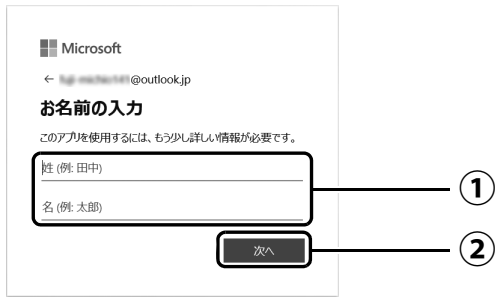 Microsoft
← @outlook.jp
お名前の入力
このアプリを使用するには、もう少し詳しい情報が必要です。
姓 (例: 田中)
①
名 (例: 太郎)
次へ
②